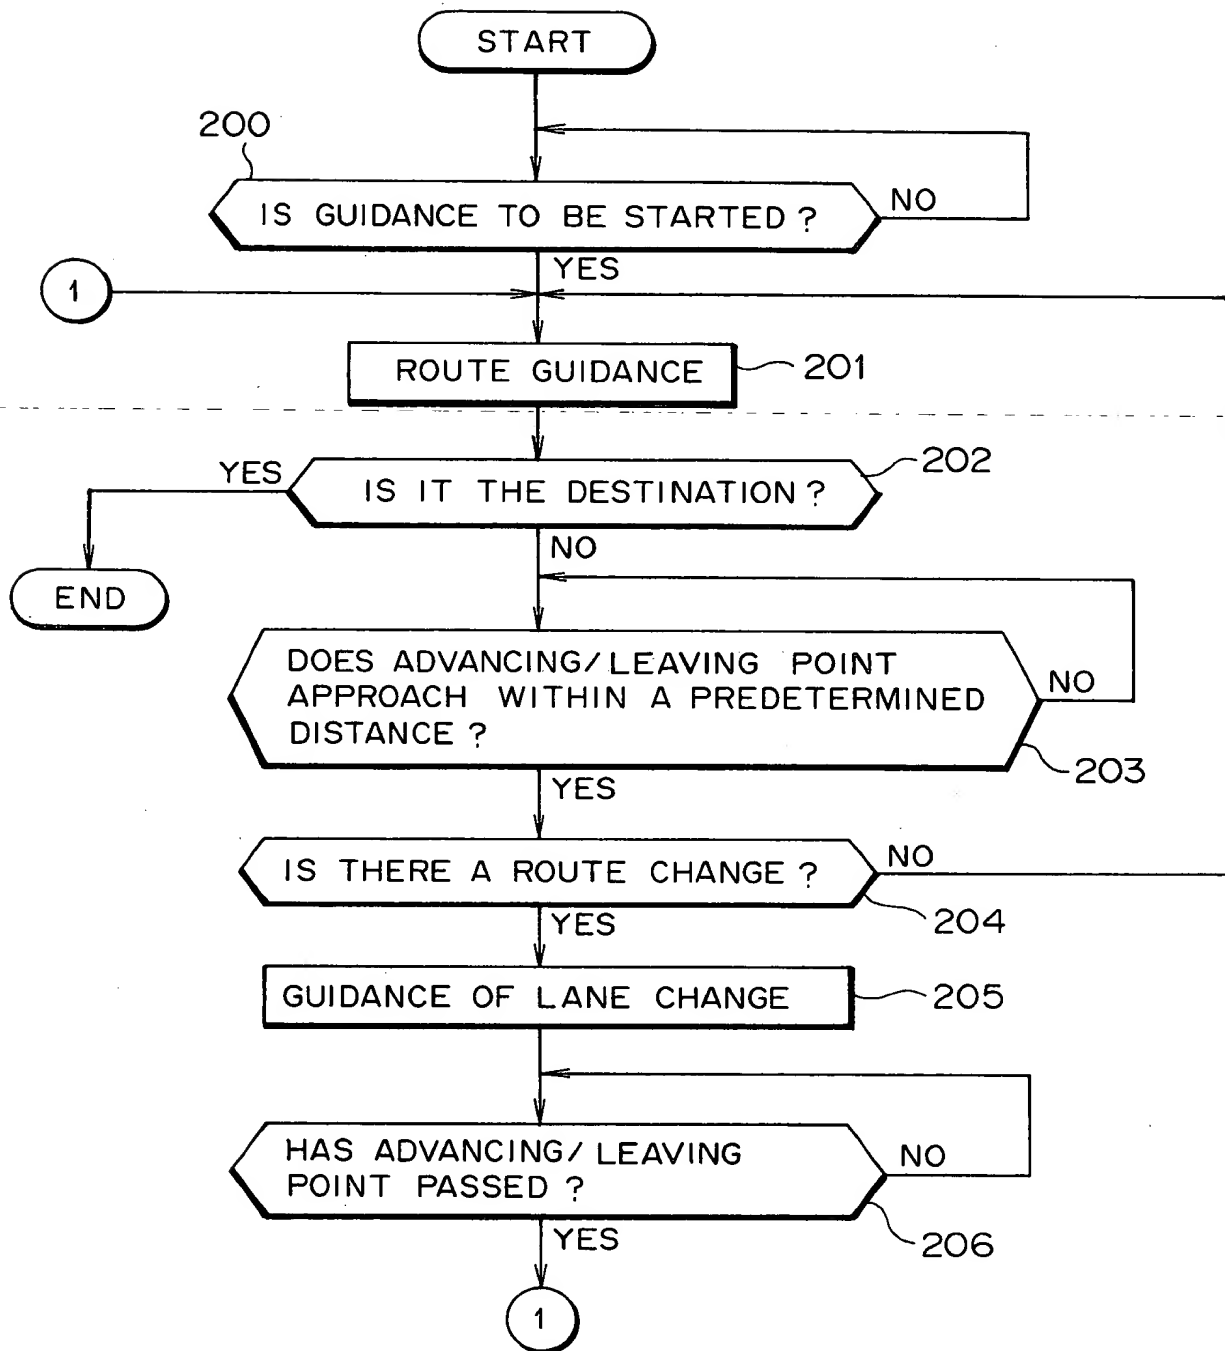 START
200
IS GUIDANCE TO BE STARTED?
NO
YES
1
ROUTE GUIDANCE
201
202
YES
IS IT THE DESTINATION?
NO
END
DOES ADVANCING/LEAVING POINT
APPROACH WITHIN A PREDETERMINED
DISTANCE?
NO
203
YES
IS THERE A ROUTE CHANGE?
NO
204
YES
GUIDANCE OF LANE CHANGE
205
HAS ADVANCING/LEAVING
POINT PASSED?
NO
206
YES
1